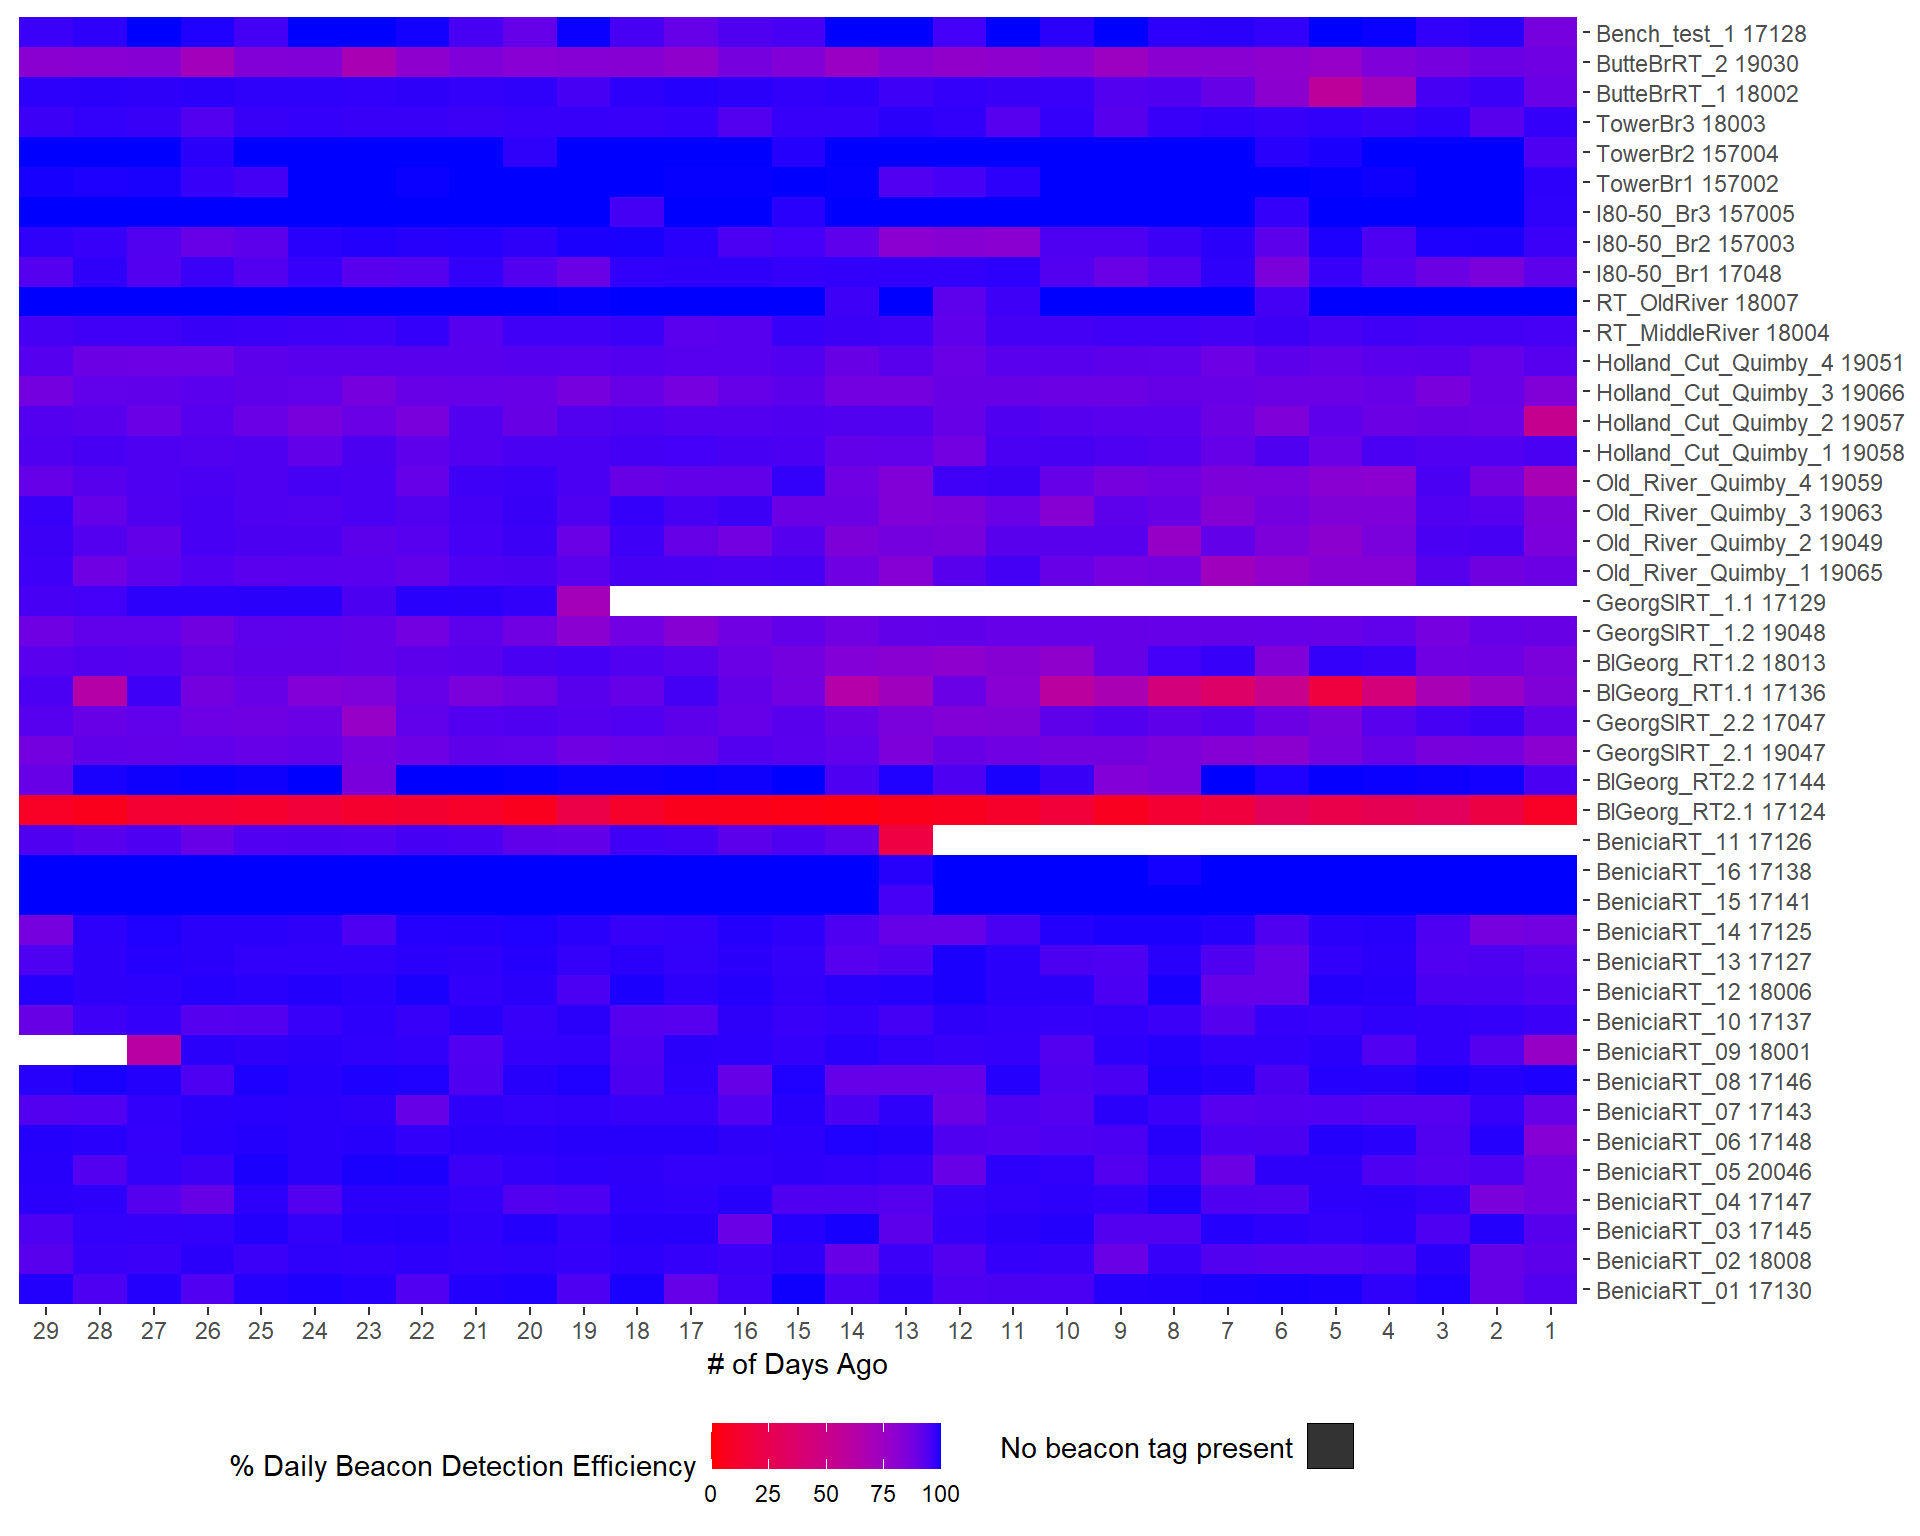 Bench_test_1 17128
ButteBrRT_2 19030
ButteBrRT_1 18002
TowerBr3 18003
TowerBr2 157004
TowerBr1 157002
I80-50_Br3 157005
I80-50_Br2 157003
I80-50_Br1 17048
RT_OldRiver 18007
RT_MiddleRiver 18004
Holland_Cut_Quimby_4 19051
Holland_Cut_Quimby_3 19066
Holland_Cut_Quimby_2 19057
Holland_Cut_Quimby_1 19058
Old_River_Quimby_4 19059
Old_River_Quimby_3 19063
Old_River_Quimby_2 19049
Old_River_Quimby_1 19065
GeorgSlRT_1.1 17129
GeorgSlRT_1.2 19048
BlGeorg_RT1.2 18013
BlGeorg_RT1.1 17136
GeorgSlRT_2.2 17047
GeorgSlRT_2.1 19047
BlGeorg_RT2.2 17144
BlGeorg_RT2.1 17124
BeniciaRT_11 17126
BeniciaRT_16 17138
BeniciaRT_15 17141
BeniciaRT_14 17125
BeniciaRT_13 17127
BeniciaRT_12 18006
BeniciaRT_10 17137
BeniciaRT_09 18001
BeniciaRT_08 17146
BeniciaRT_07 17143
BeniciaRT_06 17148
BeniciaRT_05 20046
BeniciaRT_04 17147
BeniciaRT_03 17145
BeniciaRT_02 18008
BeniciaRT_01 17130
29 28 27 26 25 24 23 22 21 20 19 18 17 16 15 14 13 12 11 10 9 8 7 6 5 4 3 2 1
# of Days Ago
% Daily Beacon Detection Efficiency
0 25 50 75 100
No beacon tag present